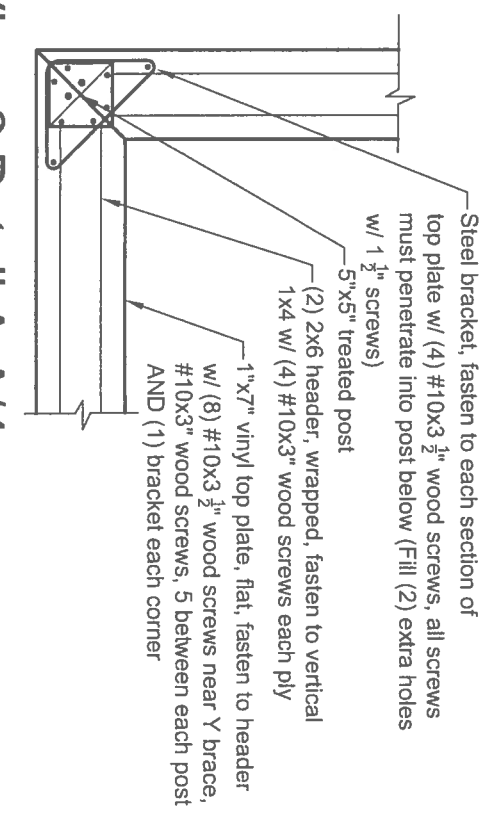 Steel bracket, fasten to each section of
top plate w/ (4) #10x3 1/2" wood screws, all screws
must penetrate into post below (Fill (2) extra holes
w/ 1 1/2" screws)
5"x5" treated post
(2) 2x6 header, wrapped, fasten to vertical
1x4 w/ (4) #10x3" wood screws each ply
1"x7" vinyl top plate, flat, fasten to header
w/ (8) #10x3 1/2" wood screws near Y brace,
#10x3" wood screws, 5 between each post
AND (1) bracket each corner